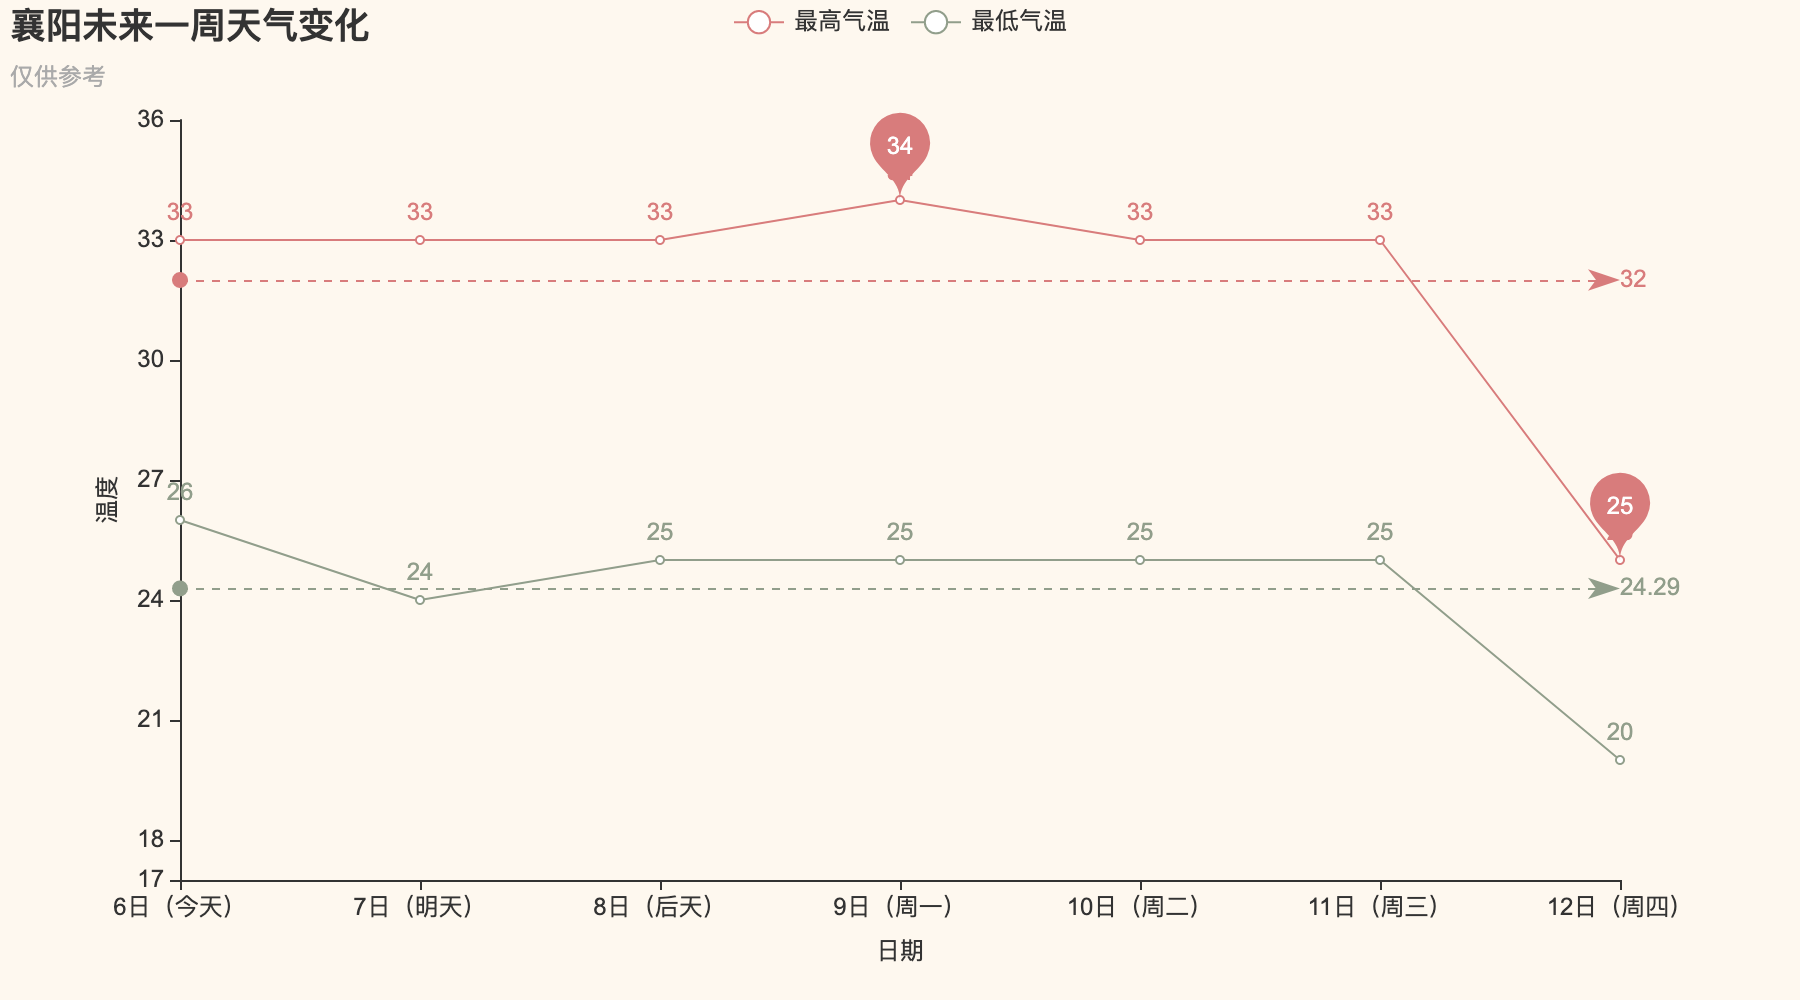 襄阳未来一周天气变化
仅供参考
最高气温
最低气温
温度
36
33
30
27
24
21
18
17
33
33
33
34
33
33
25
32
26
24
25
25
25
25
20
24.29
6日（今天）
7日（明天）
8日（后天）
9日（周一）
10日（周二）
11日（周三）
12日（周四）
日期